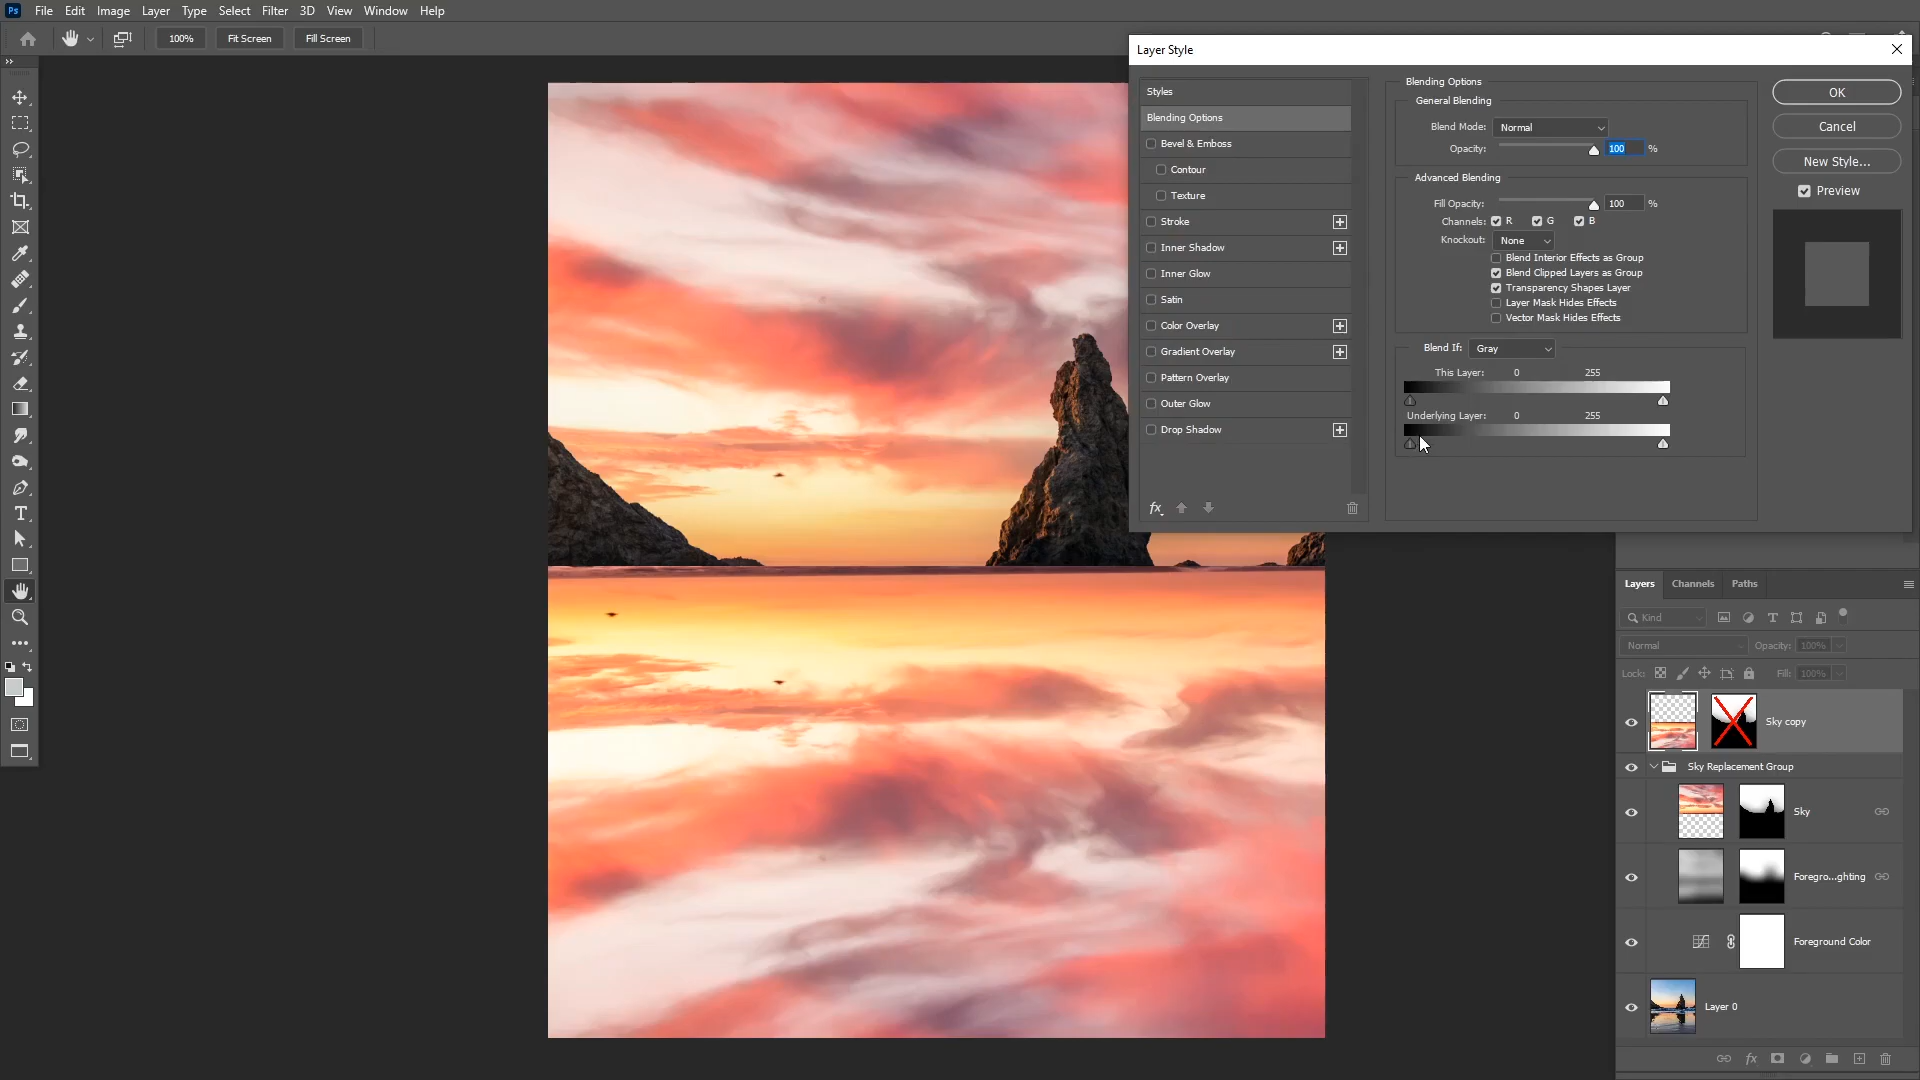 Ps File Edit Image Layer Type Select Filter 3D View Window Help
100% Fit Screen Fill Screen
Layer Style
Styles
Blending Options
Bevel & Emboss
Contour
Texture
Stroke
Inner Shadow
Inner Glow
Satin
Color Overlay
Gradient Overlay
Pattern Overlay
Outer Glow
Drop Shadow
fx
Blending Options
General Blending
Blend Mode: Normal
Opacity: 100 %
Advanced Blending
Fill Opacity: 100 %
Channels: R G B
Knockout: None
Blend Interior Effects as Group
Blend Clipped Layers as Group
Transparency Shapes Layer
Layer Mask Hides Effects
Vector Mask Hides Effects
Blend If: Gray
This Layer: 0 255
Underlying Layer: 0 255
OK
Cancel
New Style...
Preview
Layers Channels Paths
Kind
Normal Opacity: 100%
Lock: Fill: 100%
Sky copy
Sky Replacement Group
Sky
Foregro...ghting
Foreground Color
Layer 0
fx